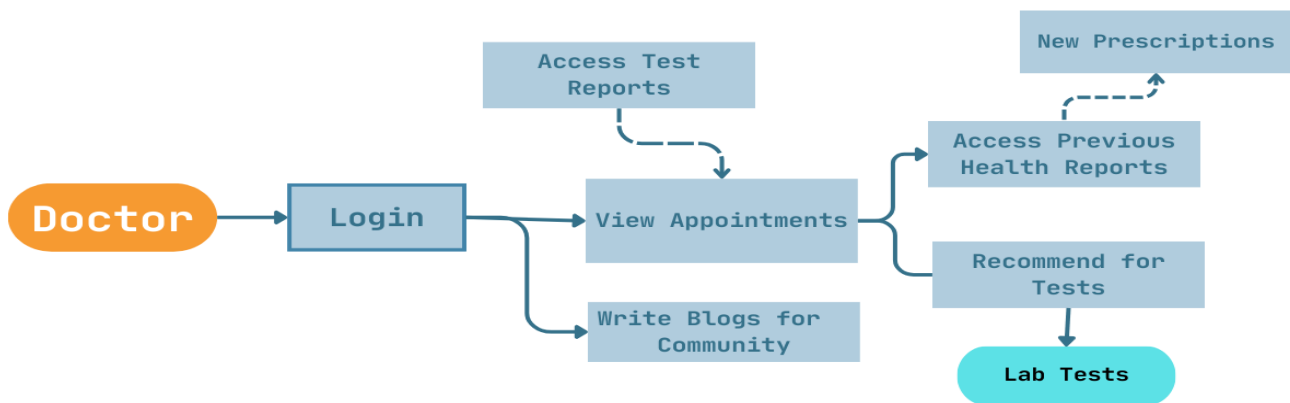 New Prescriptions
Access Test
Reports
Access Previous
Health Reports
Doctor
Login
View Appointments
Recommend for
Tests
Write Blogs for
Community
Lab Tests